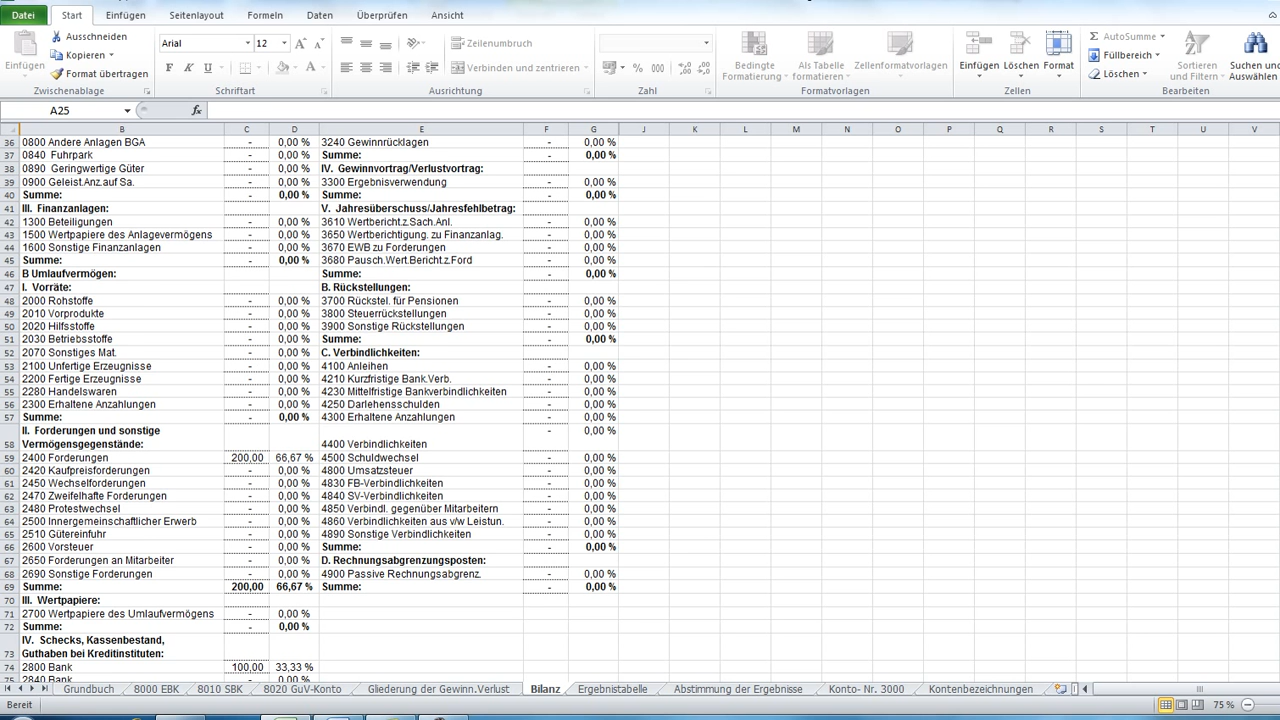 Datei Start Einfügen Seitenlayout Formeln Daten Überprüfen Ansicht
Einfügen Ausschneiden Kopieren Format übertragen Zwischenablage
Arial 12 F K U Schriftart
Zeilenumbruch Verbinden und zentrieren Ausrichtung
% 000 Zahl
Bedingte Formatierung Als Tabelle formatieren Zellenformatvorlagen Formatvorlagen
Einfügen Löschen Format Zellen
AutoSumme Füllbereich Löschen Sortieren und Filtern Suchen und Auswählen Bearbeiten
A25 fx
B C D E F G J K L M N O P Q R S T U V
36 0800 Andere Anlagen BGA - 0,00 % 3240 Gewinnrücklagen - 0,00 %
37 0840 Fuhrpark - 0,00 % Summe: - 0,00 %
38 0890 Geringwertige Güter - 0,00 % IV. Gewinnvortrag/Verlustvortrag:
39 0900 Geleist.Anz.auf Sa. - 0,00 % 3300 Ergebnisverwendung - 0,00 %
40 Summe: - 0,00 % Summe: - 0,00 %
41 III. Finanzanlagen: V. Jahresüberschuss/Jahresfehlbetrag:
42 1300 Beteiligungen - 0,00 % 3610 Wertbericht.z.Sach.Anl. - 0,00 %
43 1500 Wertpapiere des Anlagevermögens - 0,00 % 3650 Wertberichtigung. zu Finanzanlag. - 0,00 %
44 1600 Sonstige Finanzanlagen - 0,00 % 3670 EWB zu Forderungen - 0,00 %
45 Summe: - 0,00 % 3680 Pausch.Wert.Bericht.z.Ford - 0,00 %
46 B Umlaufvermögen: Summe: - 0,00 %
47 I. Vorräte: B. Rückstellungen:
48 2000 Rohstoffe - 0,00 % 3700 Rückstel. für Pensionen - 0,00 %
49 2010 Vorprodukte - 0,00 % 3800 Steuerrückstellungen - 0,00 %
50 2020 Hilfsstoffe - 0,00 % 3900 Sonstige Rückstellungen - 0,00 %
51 2030 Betriebsstoffe - 0,00 % Summe: - 0,00 %
52 2070 Sonstiges Mat. - 0,00 % C. Verbindlichkeiten:
53 2100 Unfertige Erzeugnisse - 0,00 % 4100 Anleihen - 0,00 %
54 2200 Fertige Erzeugnisse - 0,00 % 4210 Kurzfristige Bank.Verb. - 0,00 %
55 2280 Handelswaren - 0,00 % 4230 Mittelfristige Bankverbindlichkeiten - 0,00 %
56 2300 Erhaltene Anzahlungen - 0,00 % 4250 Darlehensschulden - 0,00 %
57 Summe: - 0,00 % 4300 Erhaltene Anzahlungen - 0,00 %
II. Forderungen und sonstige - 0,00 %
58 Vermögensgegenstände: 4400 Verbindlichkeiten
59 2400 Forderungen 200,00 66,67 % 4500 Schuldwechsel - 0,00 %
60 2420 Kaufpreisforderungen - 0,00 % 4800 Umsatzsteuer - 0,00 %
61 2450 Wechselforderungen - 0,00 % 4830 FB-Verbindlichkeiten - 0,00 %
62 2470 Zweifelhafte Forderungen - 0,00 % 4840 SV-Verbindlichkeiten - 0,00 %
63 2480 Protestwechsel - 0,00 % 4850 Verbindl. gegenüber Mitarbeitern - 0,00 %
64 2500 Innergemeinschaftlicher Erwerb - 0,00 % 4860 Verbindlichkeiten aus v/w Leistun. - 0,00 %
65 2510 Gütereinfuhr - 0,00 % 4890 Sonstige Verbindlichkeiten - 0,00 %
66 2600 Vorsteuer - 0,00 % Summe: - 0,00 %
67 2650 Forderungen an Mitarbeiter - 0,00 % D. Rechnungsabgrenzungsposten:
68 2690 Sonstige Forderungen - 0,00 % 4900 Passive Rechnungsabgrenz. - 0,00 %
69 Summe: 200,00 66,67 % Summe: - 0,00 %
70 III. Wertpapiere:
71 2700 Wertpapiere des Umlaufvermögens - 0,00 %
72 Summe: - 0,00 %
IV. Schecks, Kassenbestand,
73 Guthaben bei Kreditinstituten:
74 2800 Bank 100,00 33,33 %
75 2840 Bank - 0,00 %
Grundbuch 8000 EBK 8010 SBK 8020 GuV-Konto Gliederung der Gewinn.Verlust Bilanz Ergebnistabelle Abstimmung der Ergebnisse Konto- Nr. 3000 Kontenbezeichnungen
Bereit 75 %